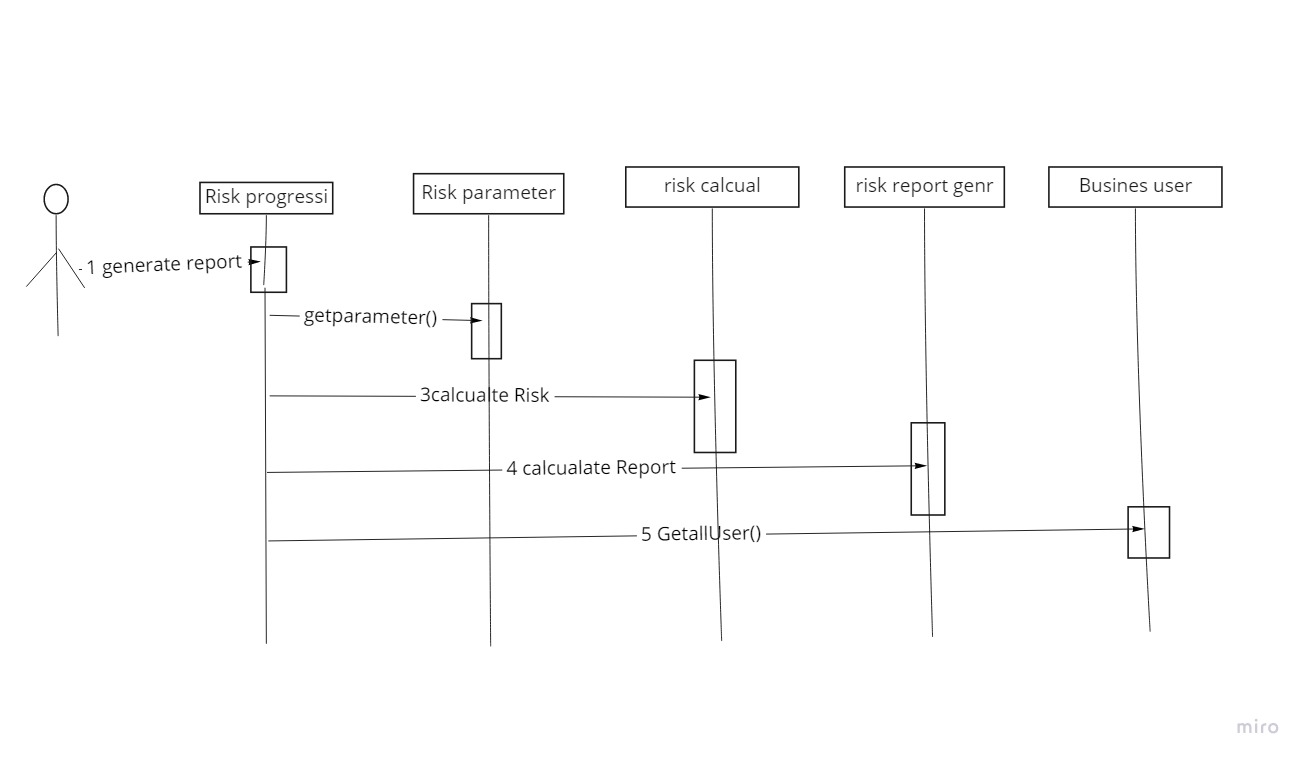 Risk progressi
Risk parameter
risk calcual
risk report genr
Busines user
1 generate report
getparameter()
3calcualte Risk
4 calcualate Report
5 GetallUser()
miro